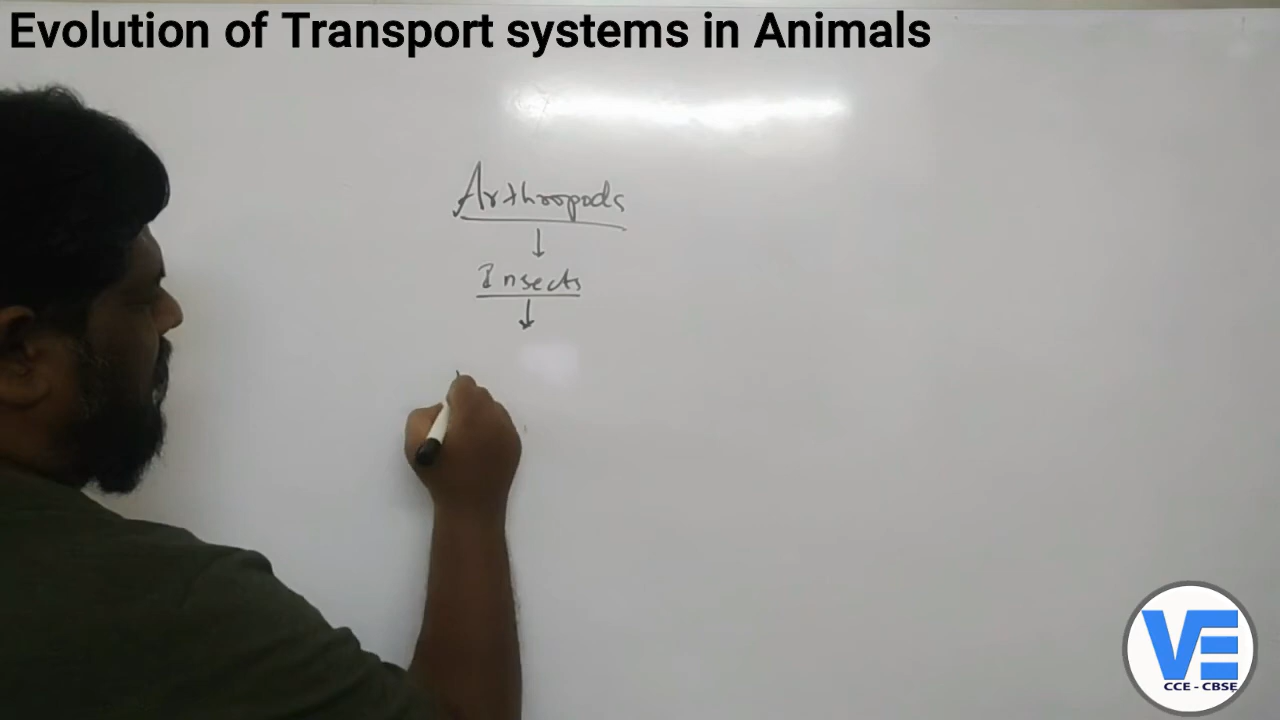 Evolution of Transport systems in Animals
Arthropods
Insects
VE
CCE - CBSE